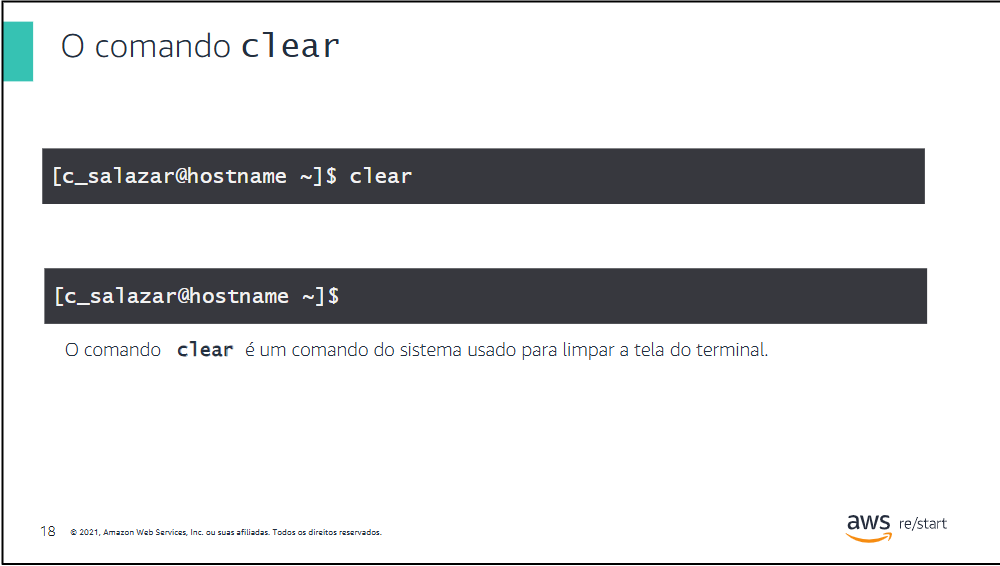 O comando clear
[c_salazar@hostname ~]$ clear
[c_salazar@hostname ~]$
O comando clear é um comando do sistema usado para limpar a tela do terminal.
18 © 2021, Amazon Web Services, Inc. ou suas afiliadas. Todos os direitos reservados.
aws re/start